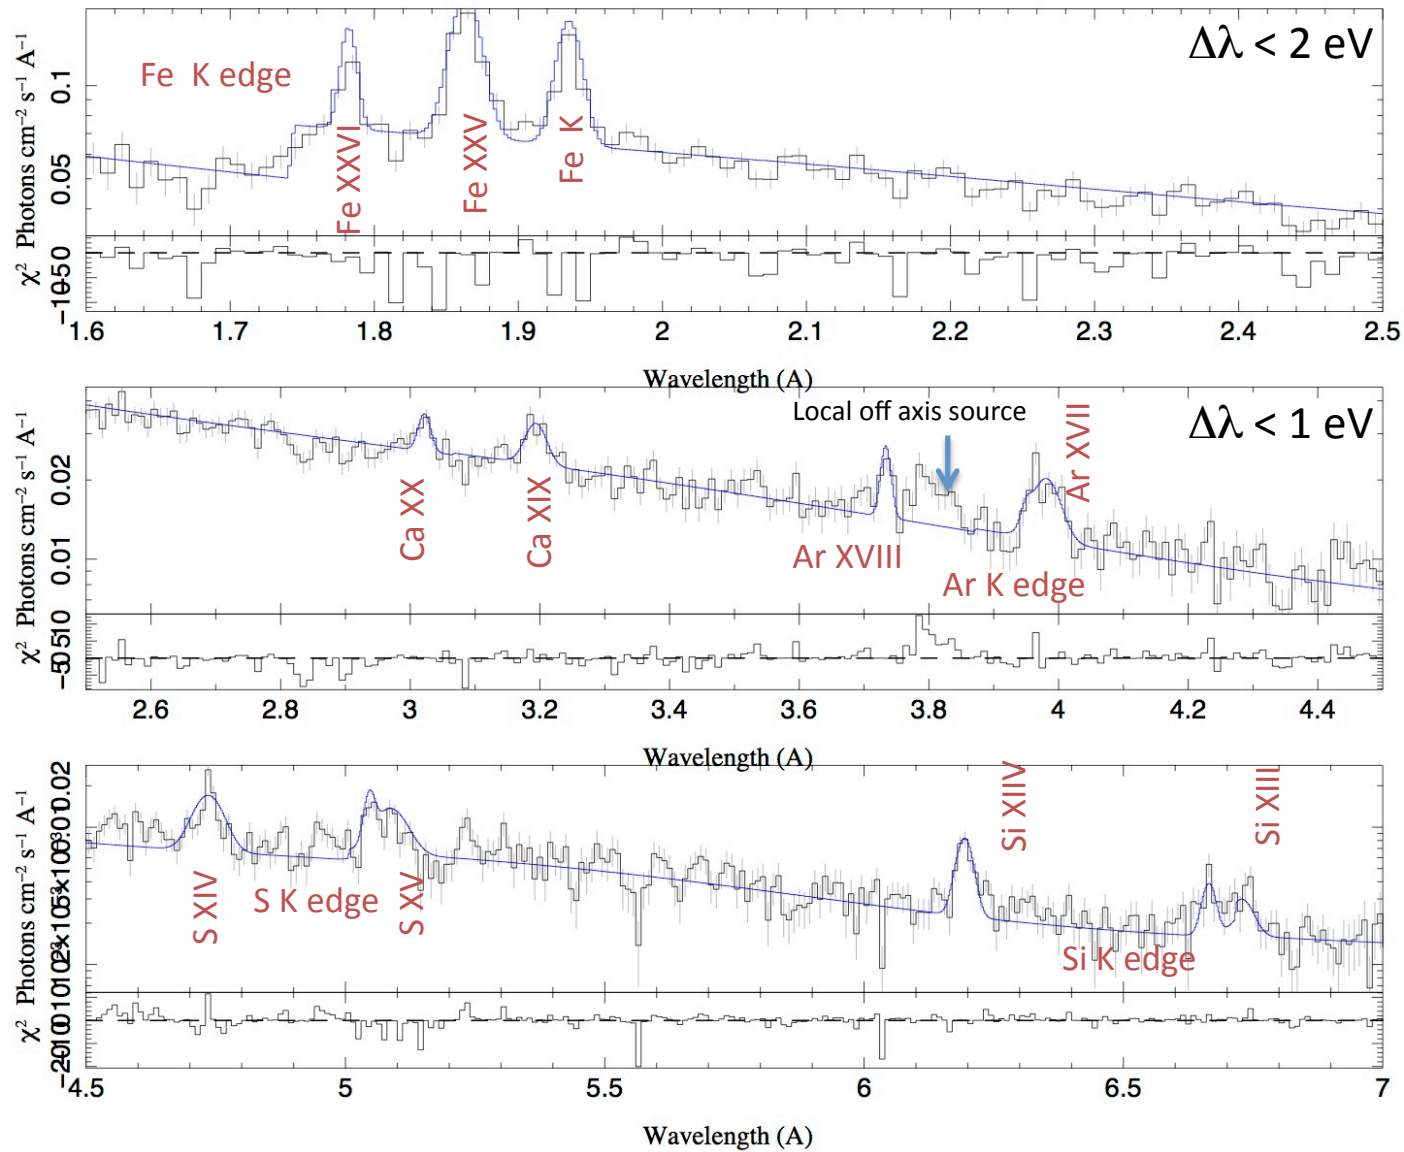 Δλ < 2 eV
Fe K edge
Fe XXVI
Fe XXV
Fe K
χ² Photons cm⁻² s⁻¹ A⁻¹
0.1
0.05
1.6 1.7 1.8 1.9 2 2.1 2.2 2.3 2.4 2.5
Wavelength (A)
Local off axis source
Δλ < 1 eV
Ca XX
Ca XIX
Ar XVIII
Ar K edge
Ar XVII
χ² Photons cm⁻² s⁻¹ A⁻¹
0.02
0.01
2.6 2.8 3 3.2 3.4 3.6 3.8 4 4.2 4.4
Wavelength (A)
Si XIIV
Si XIII
S XIV
S K edge
S XV
Si K edge
χ² Photons cm⁻² s⁻¹ A⁻¹
0.02
4.5 5 5.5 6 6.5 7
Wavelength (A)